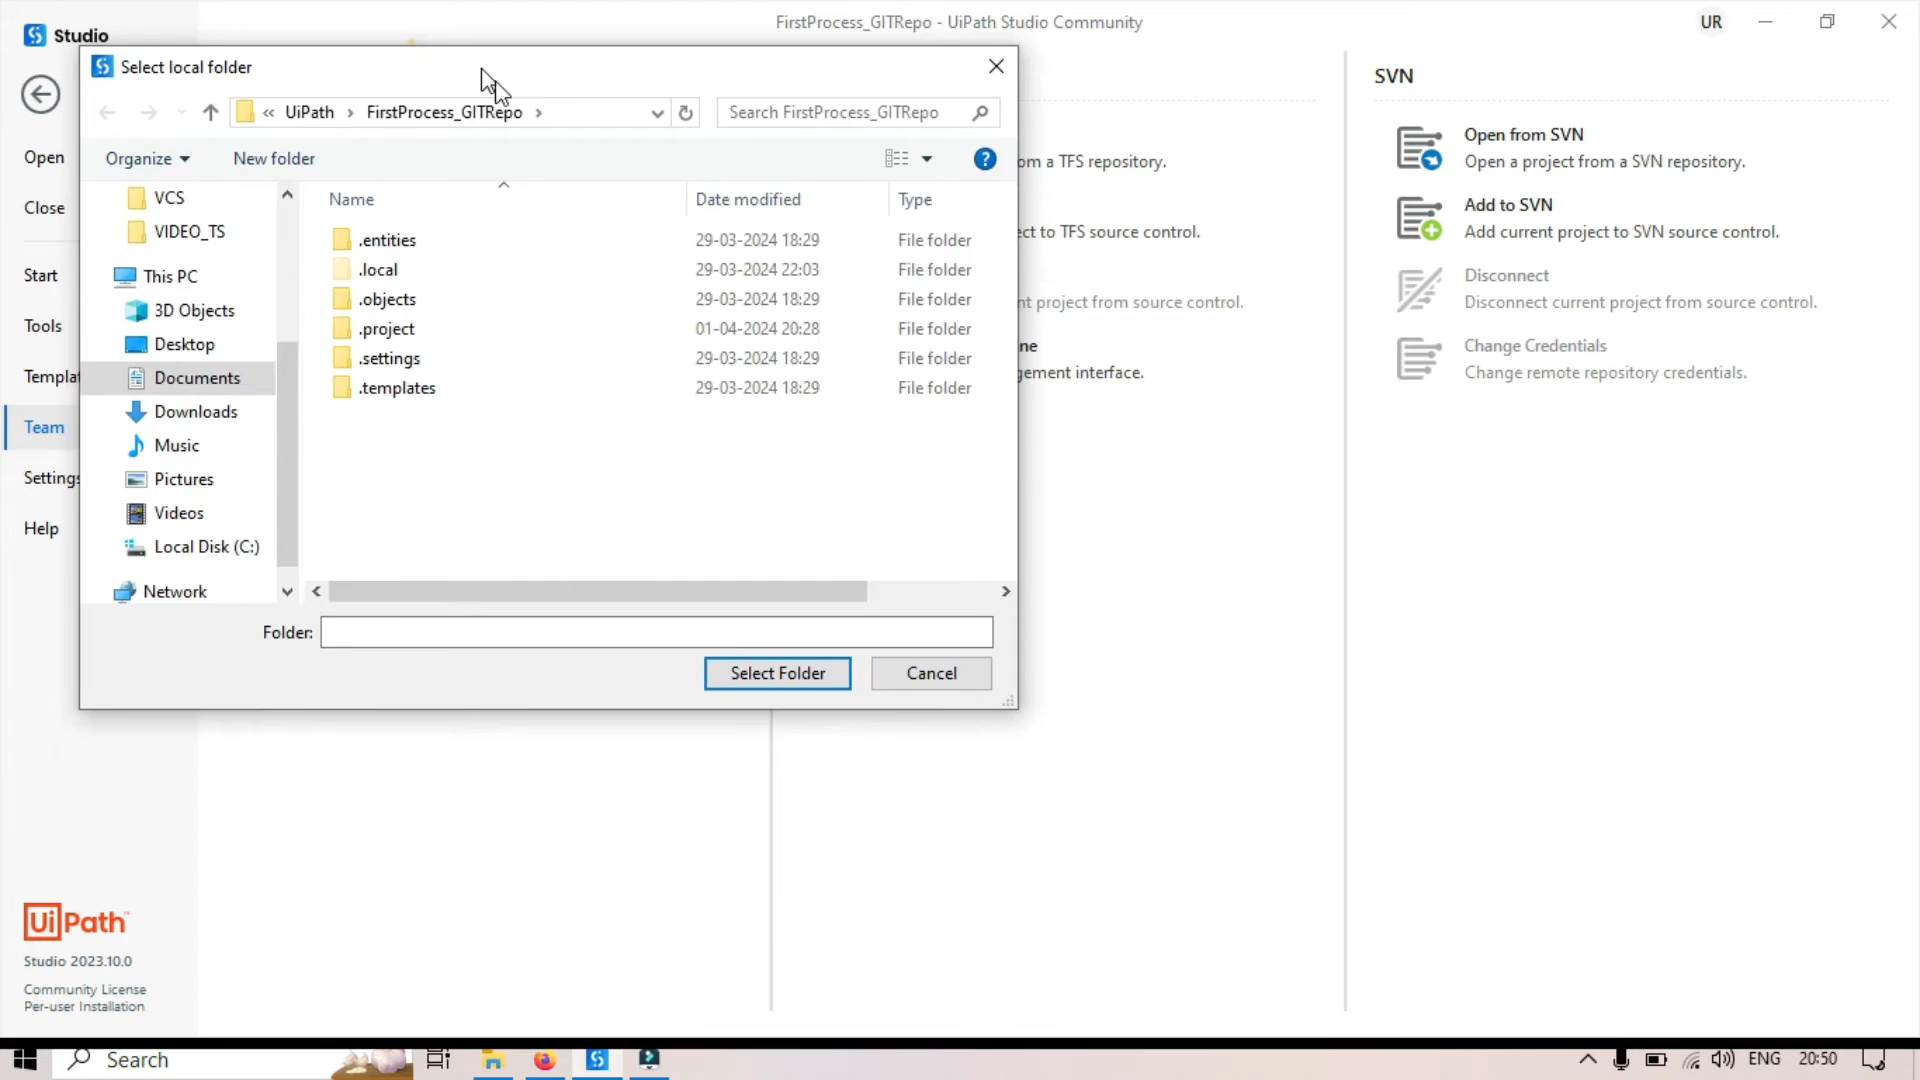 Studio
FirstProcess_GITRepo - UiPath Studio Community
UR
Select local folder
SVN
« UiPath › FirstProcess_GITRepo ›
Search FirstProcess_GITRepo
Open
Close
Start
Tools
Templat
Team
Settings
Help
Organize
New folder
?
VCS
VIDEO_TS
This PC
3D Objects
Desktop
Documents
Downloads
Music
Pictures
Videos
Local Disk (C:)
Network
Name Date modified Type
.entities 29-03-2024 18:29 File folder
.local 29-03-2024 22:03 File folder
.objects 29-03-2024 18:29 File folder
.project 01-04-2024 20:28 File folder
.settings 29-03-2024 18:29 File folder
.templates 29-03-2024 18:29 File folder
Folder:
Select Folder
Cancel
om a TFS repository.
ect to TFS source control.
nt project from source control.
ne
gement interface.
Open from SVN
Open a project from a SVN repository.
Add to SVN
Add current project to SVN source control.
Disconnect
Disconnect current project from source control.
Change Credentials
Change remote repository credentials.
UiPath™
Studio 2023.10.0
Community License
Per-user Installation
Search
ENG
20:50